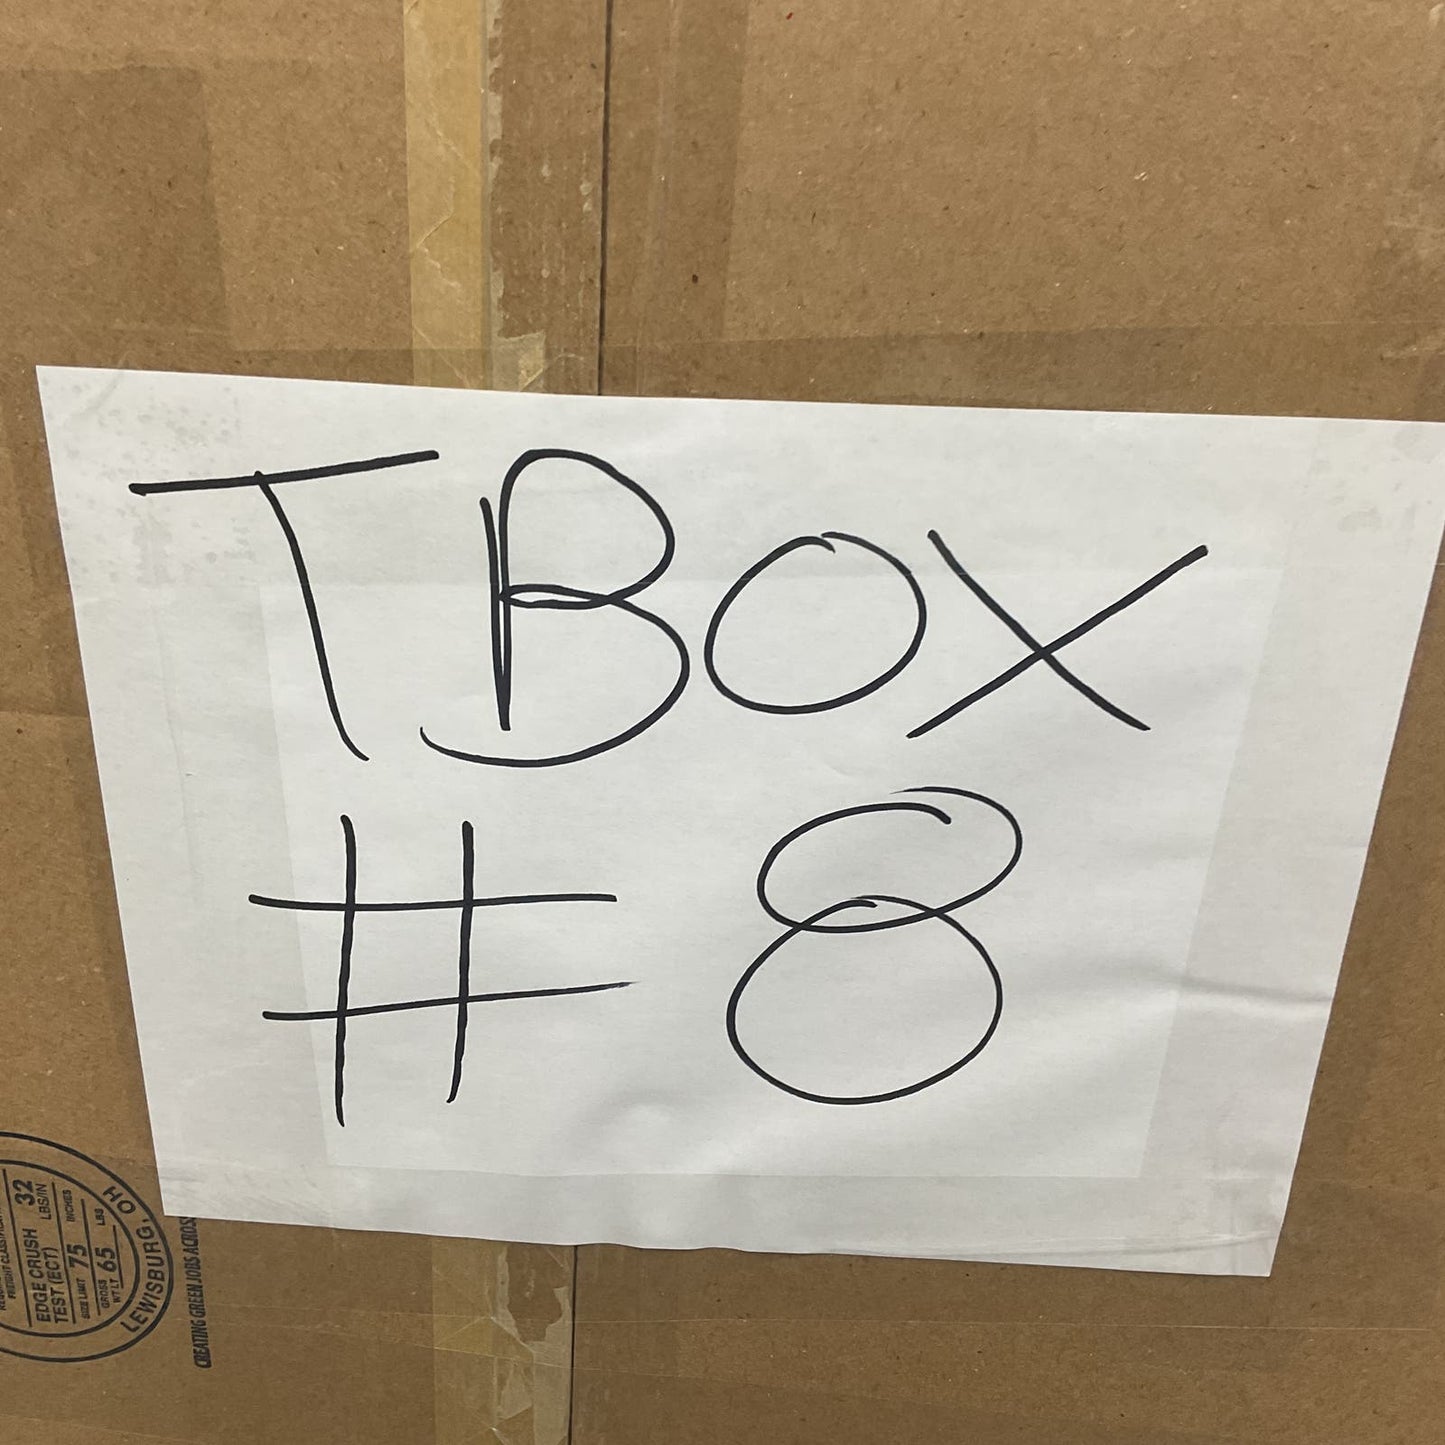 TBOX
# 8
EDGE CRUSH 32
TEST (ECT) LBS/IN
SIZE LIMIT 75 INCHES
GROSS 65 LBS
WT LT
LEWISBURG, OH
CREATING GREEN JOBS ACROSS